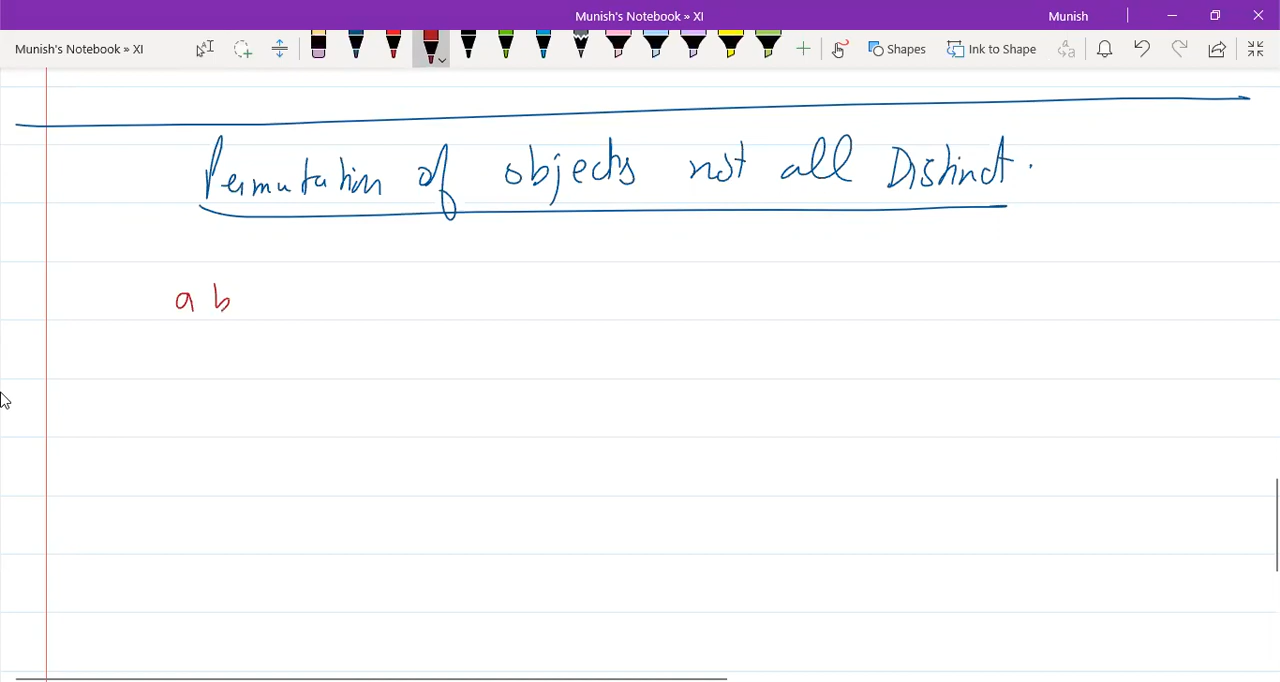 Munish's Notebook » XI
Munish
Munish's Notebook » XI
Shapes
Ink to Shape
Permutation of objects not all Distinct.
a b